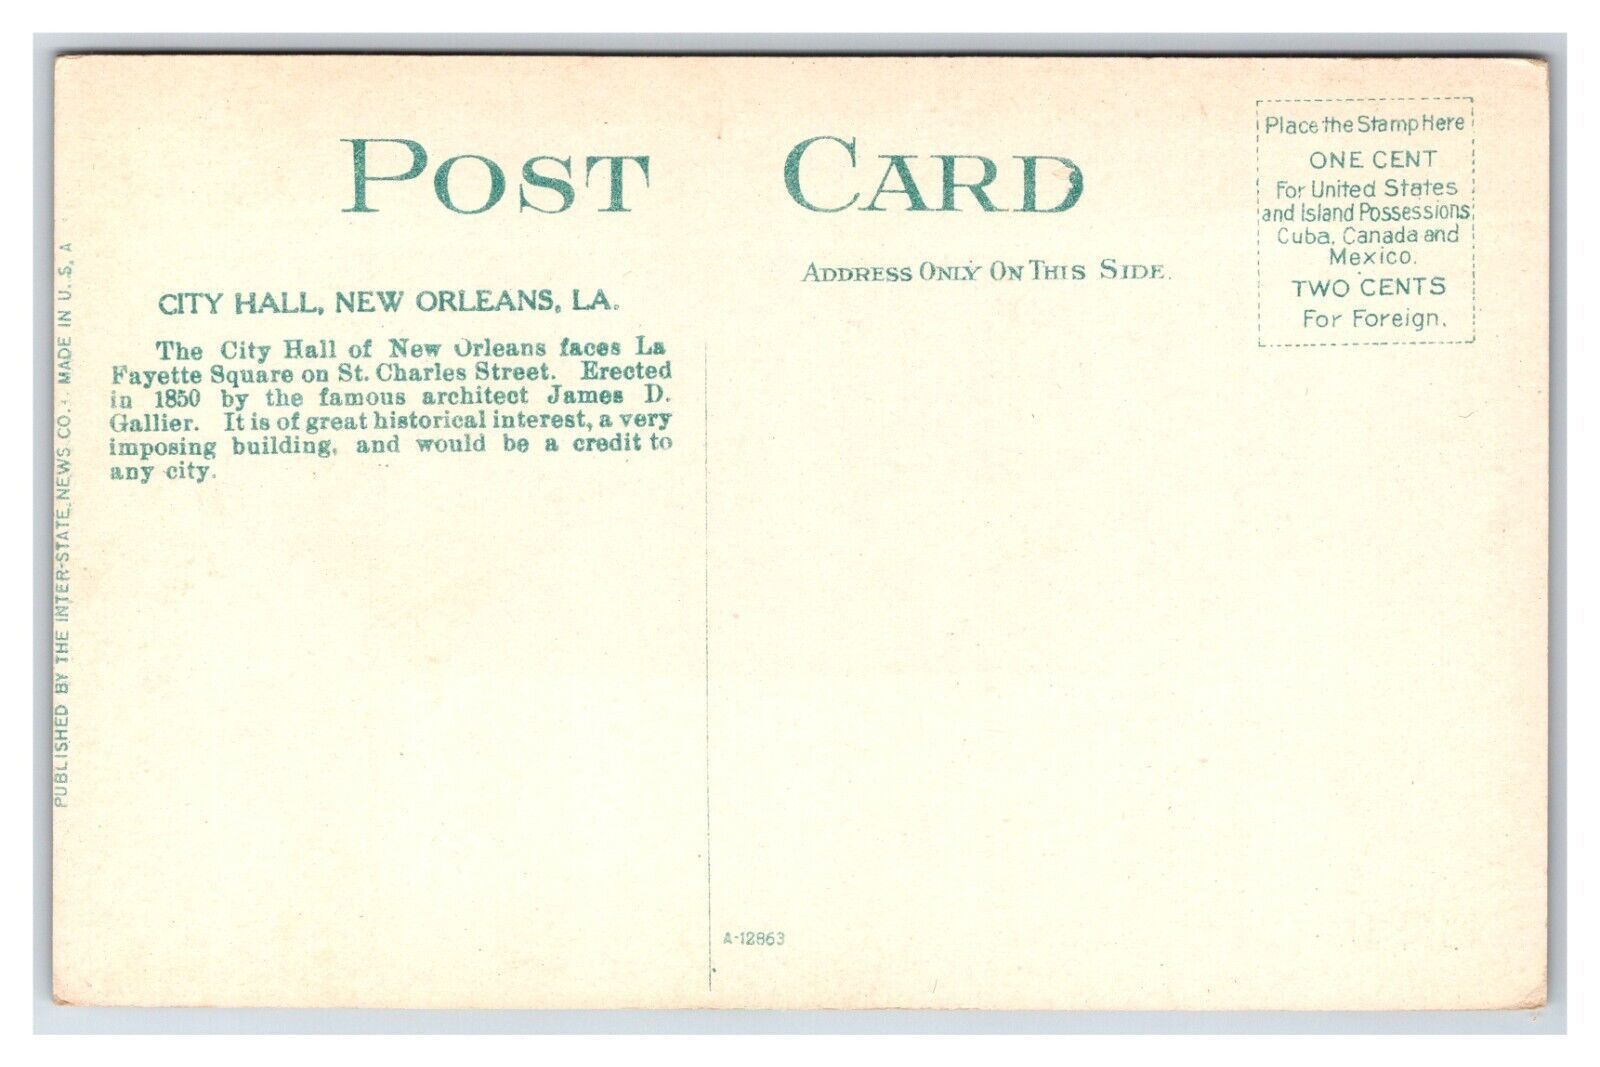 POST CARD
Place the Stamp Here
ONE CENT
For United States
and Island Possessions,
Cuba, Canada and
Mexico.
TWO CENTS
For Foreign.
ADDRESS ONLY ON THIS SIDE.
CITY HALL, NEW ORLEANS, LA.
The City Hall of New Orleans faces La
Fayette Square on St. Charles Street. Erected
in 1850 by the famous architect James D.
Gallier. It is of great historical interest, a very
imposing building, and would be a credit to
any city.
PUBLISHED BY THE INTER-STATE NEWS CO. MADE IN U.S.A
A-12863